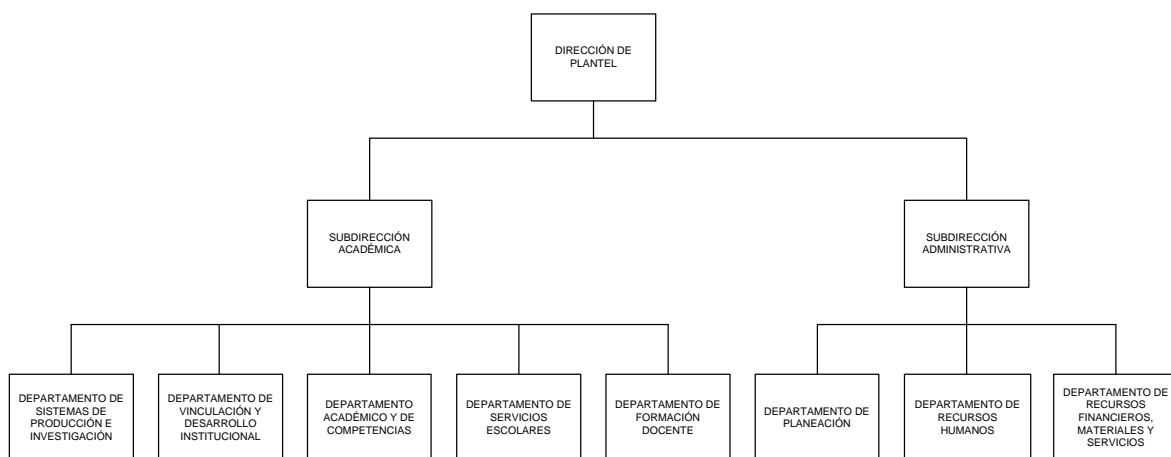 DIRECCIÓN DE
PLANTEL
SUBDIRECCIÓN
ACADÉMICA
SUBDIRECCIÓN
ADMINISTRATIVA
DEPARTAMENTO DE
SISTEMAS DE
PRODUCCIÓN E
INVESTIGACIÓN
DEPARTAMENTO DE
VINCULACIÓN Y
DESARROLLO
INSTITUCIONAL
DEPARTAMENTO
ACADÉMICO Y DE
COMPETENCIAS
DEPARTAMENTO DE
SERVICIOS
ESCOLARES
DEPARTAMENTO DE
FORMACIÓN
DOCENTE
DEPARTAMENTO DE
PLANEACIÓN
DEPARTAMENTO DE
RECURSOS
HUMANOS
DEPARTAMENTO DE
RECURSOS
FINANCIEROS,
MATERIALES Y
SERVICIOS